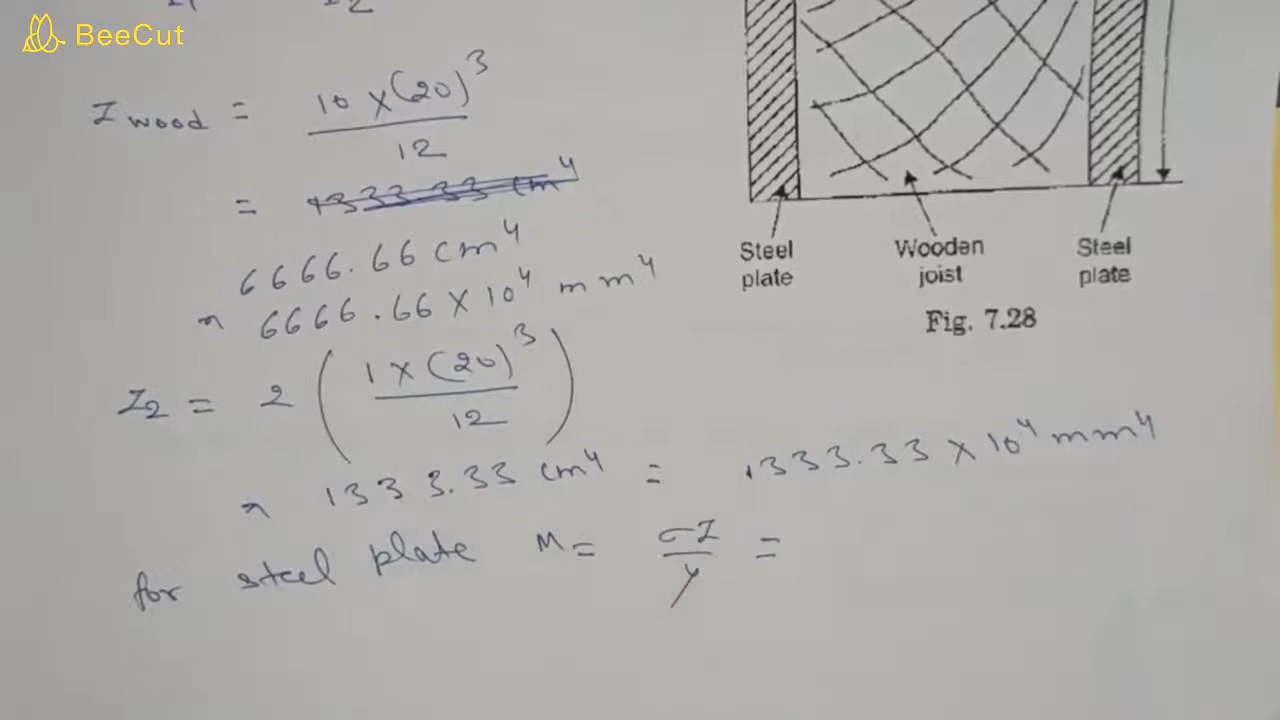 BeeCut
I wood = 10 × (20)³ / 12
= 1333.33 cm⁴
6666.66 cm⁴
= 6666.66 × 10⁴ mm⁴
I₂ = 2 ( 1 × (20)³ / 12 )
= 1333.33 cm⁴ = 1333.33 × 10⁴ mm⁴
for steel plate M = σI / y =
Steel plate
Wooden joist
Steel plate
Fig. 7.28